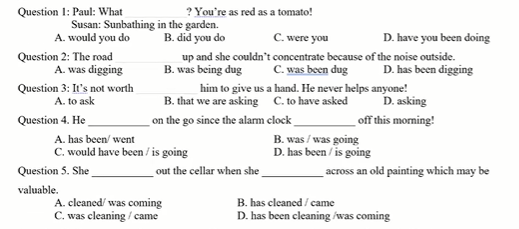 Question 1: Paul: What __________ ? You're as red as a tomato!
Susan: Sunbathing in the garden.
A. would you do B. did you do C. were you D. have you been doing
Question 2: The road __________ up and she couldn't concentrate because of the noise outside.
A. was digging B. was being dug C. was been dug D. has been digging
Question 3: It's not worth __________ him to give us a hand. He never helps anyone!
A. to ask B. that we are asking C. to have asked D. asking
Question 4. He __________ on the go since the alarm clock __________ off this morning!
A. has been/ went B. was / was going
C. would have been / is going D. has been / is going
Question 5. She __________ out the cellar when she __________ across an old painting which may be
valuable.
A. cleaned/ was coming B. has cleaned / came
C. was cleaning / came D. has been cleaning /was coming